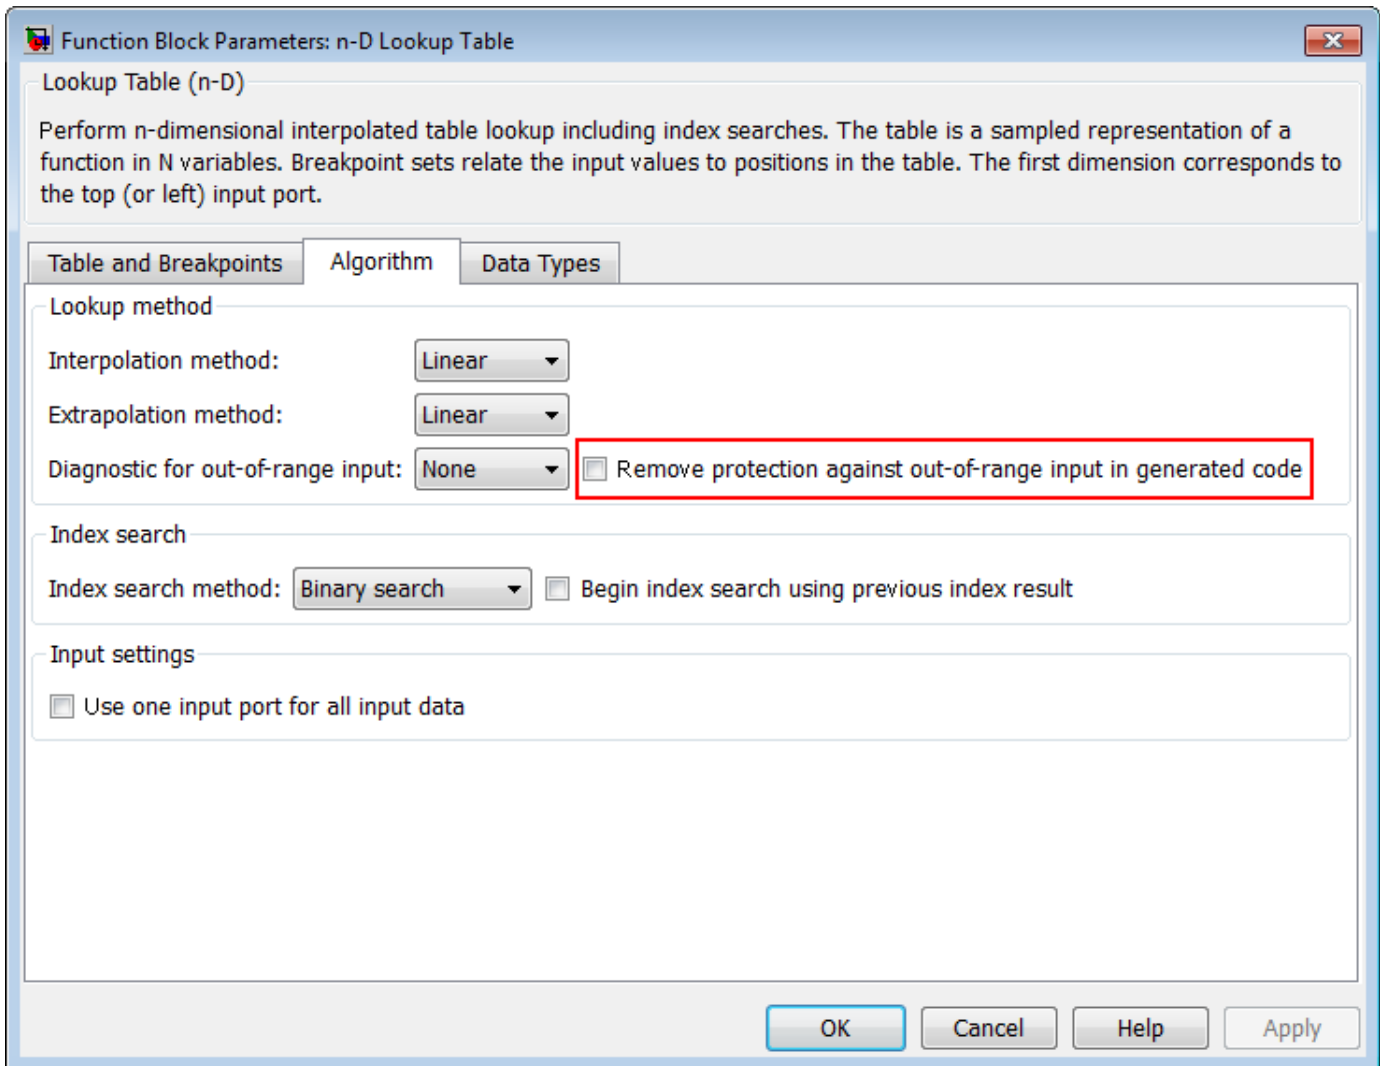 Function Block Parameters: n-D Lookup Table
Lookup Table (n-D)
Perform n-dimensional interpolated table lookup including index searches. The table is a sampled representation of a
function in N variables. Breakpoint sets relate the input values to positions in the table. The first dimension corresponds to
the top (or left) input port.
Table and Breakpoints Algorithm Data Types
Lookup method
Interpolation method: Linear
Extrapolation method: Linear
Diagnostic for out-of-range input: None Remove protection against out-of-range input in generated code
Index search
Index search method: Binary search Begin index search using previous index result
Input settings
Use one input port for all input data
OK Cancel Help Apply